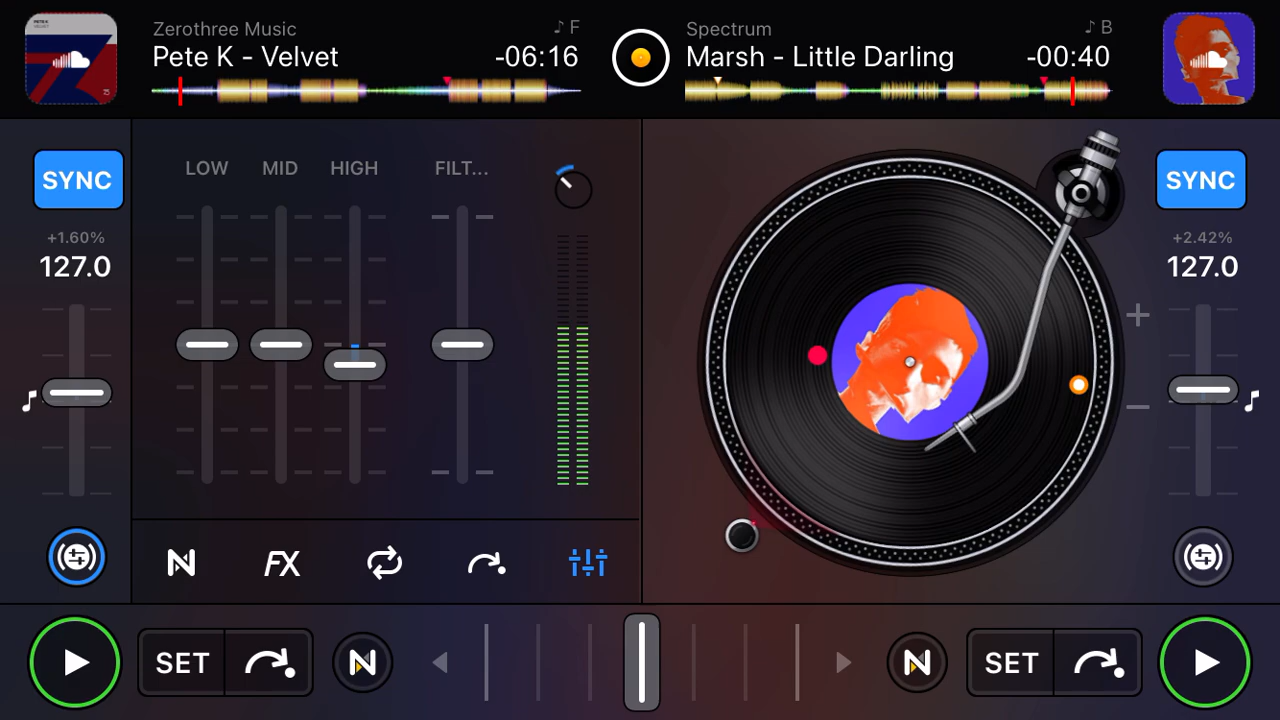 Zerothree Music
♪ F
Pete K - Velvet
-06:16
Spectrum
♪ B
Marsh - Little Darling
-00:40
SYNC
+1.60%
127.0
LOW
MID
HIGH
FILT...
SYNC
+2.42%
127.0
N
FX
SET
N
N
SET